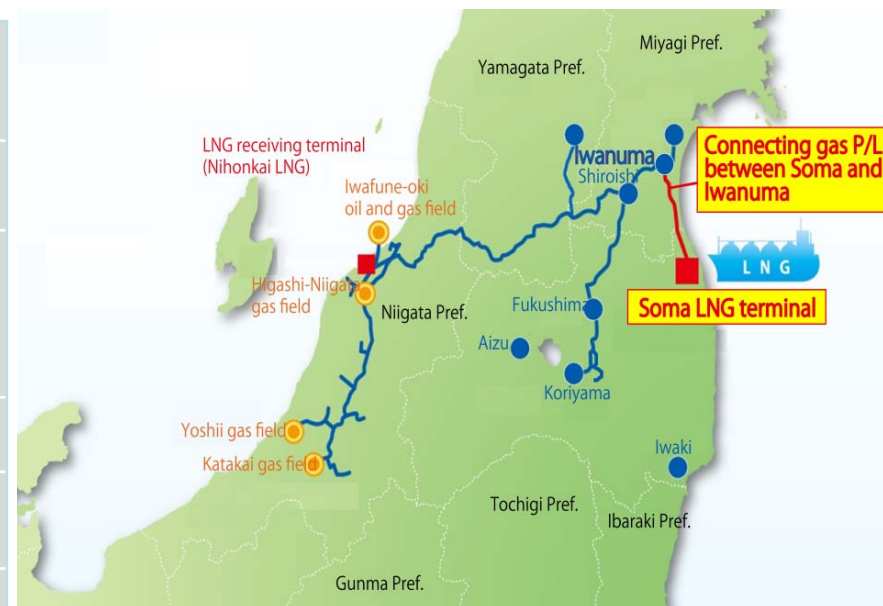 Miyagi Pref.
Yamagata Pref.
LNG receiving terminal
(Nihonkai LNG)
Iwanuma
Shiroishi
Connecting gas P/L
between Soma and
Iwanuma
Iwafune-oki
oil and gas field
L N G
Higashi-Niigata
gas field
Niigata Pref.
Fukushima
Soma LNG terminal
Aizu
Koriyama
Yoshii gas field
Katakai gas field
Iwaki
Tochigi Pref.
Ibaraki Pref.
Gunma Pref.